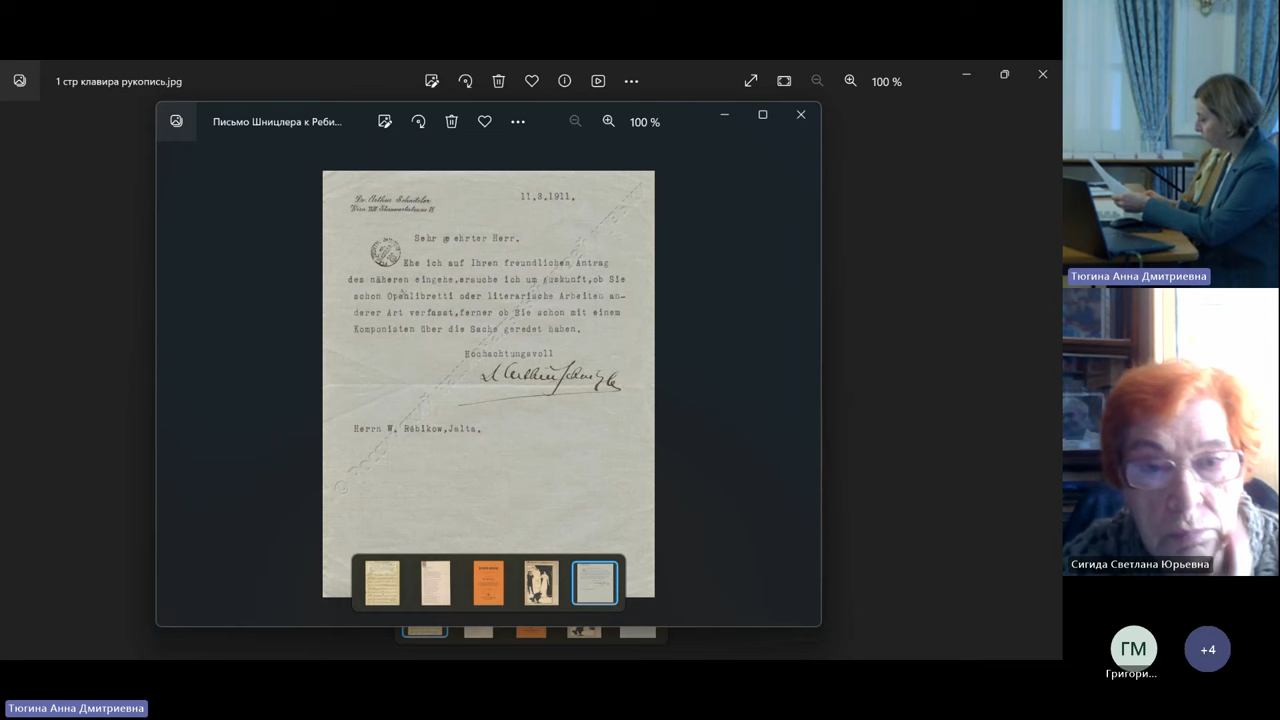 1 стр клавира рукопись.jpg
100 %
Письмо Шницлера к Реби...
100 %
Dr. Arthur Schnitzler
11.3.1911.
Sehr geehrter Herr.
Ehe ich auf Ihren freundlichen Antrag
des näheren eingehe,ersuche ich um Auskunft,ob Sie
schon Opernlibretti oder literarische Arbeiten an-
derer Art verfasst,ferner ob Sie schon mit einem
Komponisten über die Sache geredet haben.
Hochachtungsvoll
Herrn W. Rebikow,Jalta.
Тюгина Анна Дмитриевна
Сигида Светлана Юрьевна
ГМ
+4
Григори...
Тюгина Анна Дмитриевна